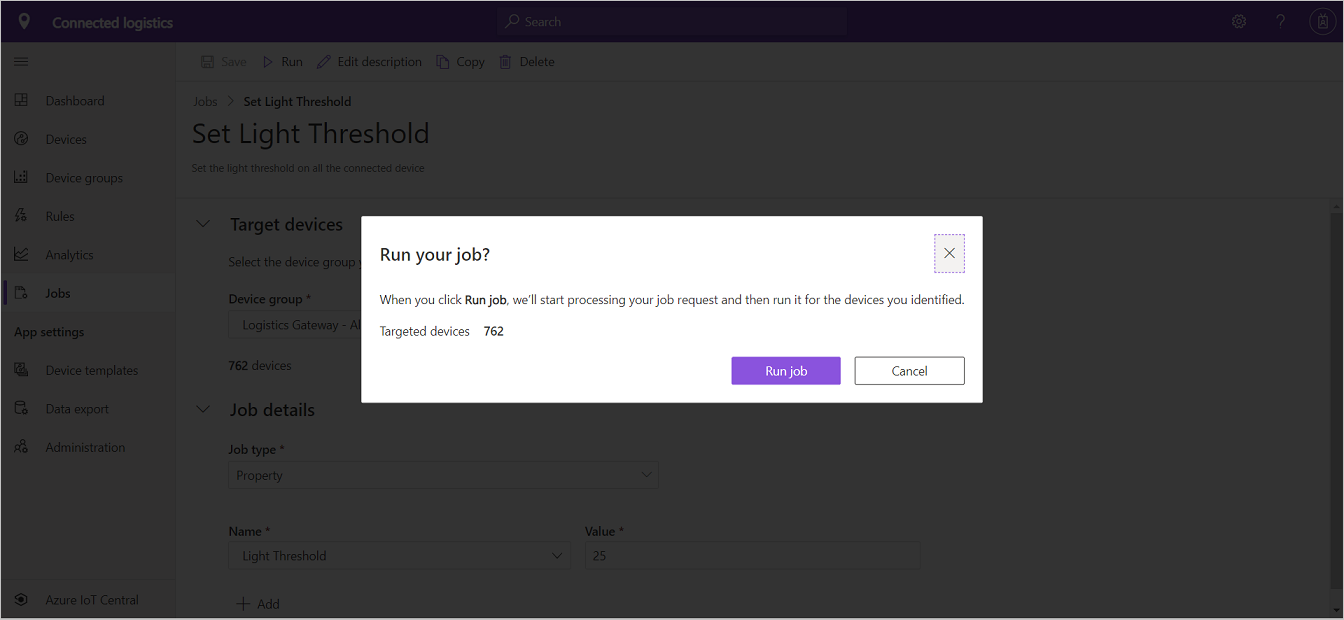 Connected logistics
Search
Save Run Edit description Copy Delete
Dashboard
Devices
Device groups
Rules
Analytics
Jobs
App settings
Device templates
Data export
Administration
Azure IoT Central
Jobs > Set Light Threshold
Set Light Threshold
Set the light threshold on all the connected device
Target devices
Select the device group
Device group *
Logistics Gateway - Al
762 devices
Job details
Job type *
Property
Name * Value *
Light Threshold 25
+ Add
Run your job?
When you click Run job, we'll start processing your job request and then run it for the devices you identified.
Targeted devices 762
Run job Cancel